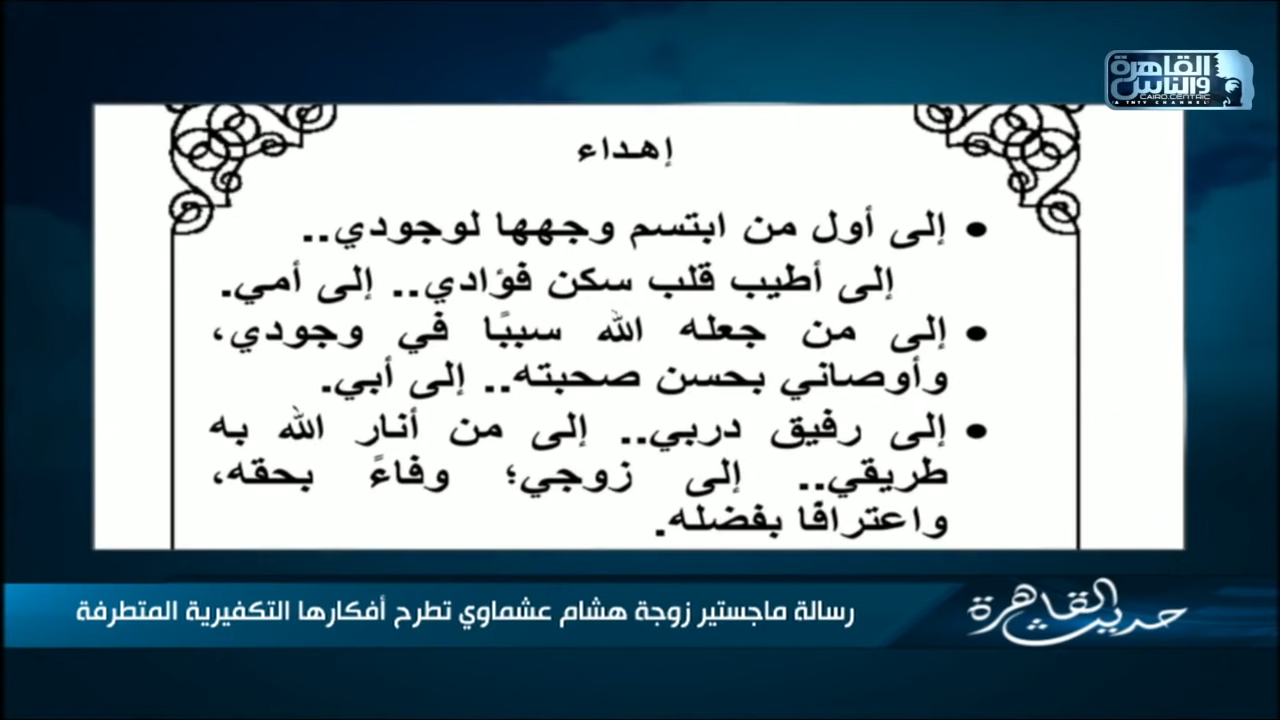 القاهرة
والناس
CAIRO.CENTRIC
A TNTV CHANNEL
إهداء
• إلى أول من ابتسم وجهها لوجودي..
إلى أطيب قلب سكن فؤادي.. إلى أمي.
• إلى من جعله الله سببًا في وجودي،
وأوصاني بحسن صحبته.. إلى أبي.
• إلى رفيق دربي.. إلى من أنار الله به
طريقي.. إلى زوجي؛ وفاءً بحقه،
واعترافًا بفضله.
حديث القاهرة
رسالة ماجستير زوجة هشام عشماوي تطرح أفكارها التكفيرية المتطرفة